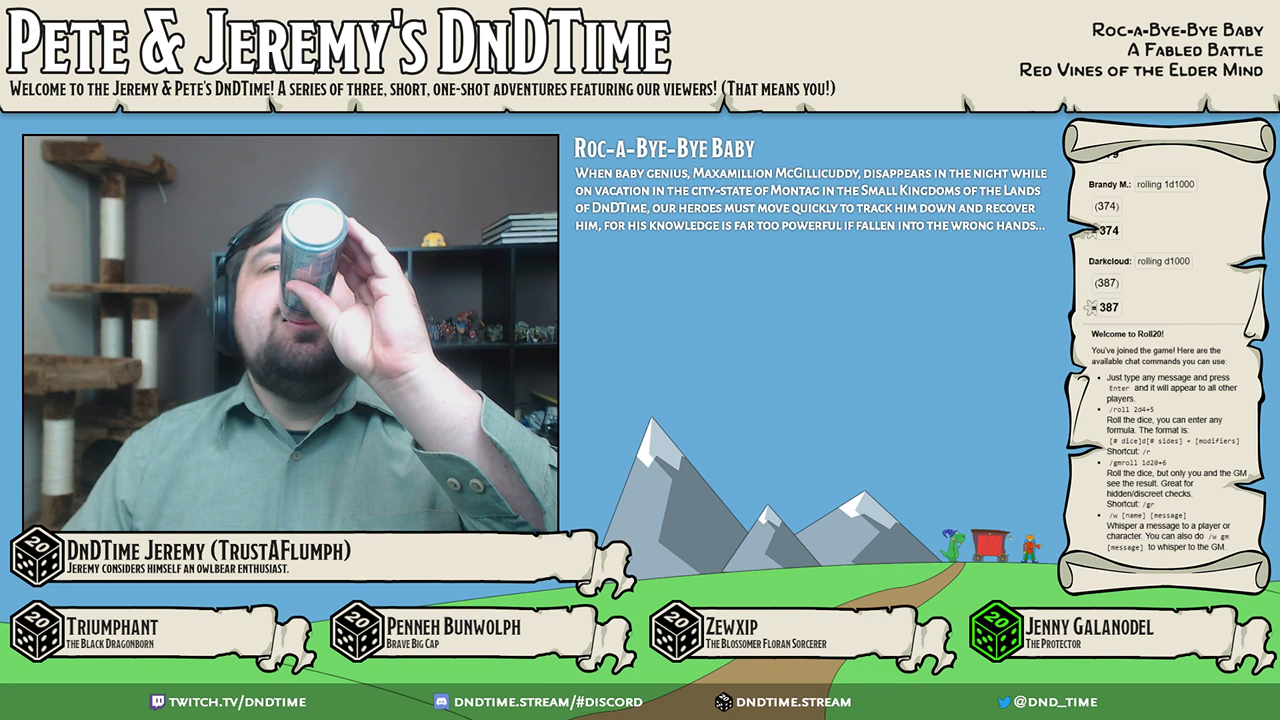 Pete & Jeremy's DnDTime
Welcome to the Jeremy & Pete's DnDTime! A series of three, short, one-shot adventures featuring our viewers! (That means you!)
Roc-a-Bye-Bye Baby
A Fabled Battle
Red Vines of the Elder Mind
Roc-a-Bye-Bye Baby
When baby genius, Maxamillion McGillicuddy, disappears in the night while
on vacation in the city-state of Montag in the Small Kingdoms of the Lands
of DnDTime, our heroes must move quickly to track him down and recover
him, for his knowledge is far too powerful if fallen into the wrong hands...
Brandy M.: rolling 1d1000
(374)
=374
Darkcloud: rolling d1000
(387)
=387
Welcome to Roll20!
You've joined the game! Here are the
available chat commands you can use:
• Just type any message and press
Enter and it will appear to all other
players.
• /roll 2d4+5
Roll the dice, you can enter any
formula. The format is:
[# dice]d[# sides] + [modifiers]
Shortcut: /r
• /gmroll 1d20+6
Roll the dice, but only you and the GM
see the result. Great for
hidden/discreet checks.
Shortcut: /gr
• /w [name] [message]
Whisper a message to a player or
character. You can also do /w gm
[message] to whisper to the GM.
20
DnDTime Jeremy (TrustAFlumph)
Jeremy considers himself an owlbear enthusiast.
20
Triumphant
the Black Dragonborn
20
Penneh Bunwolph
Brave Big Cap
20
Zewxip
The Blossomer Floran Sorcerer
20
Jenny Galanodel
The Protector
twitch.tv/dndtime
dndtime.stream/#discord
dndtime.stream
@dnd_time